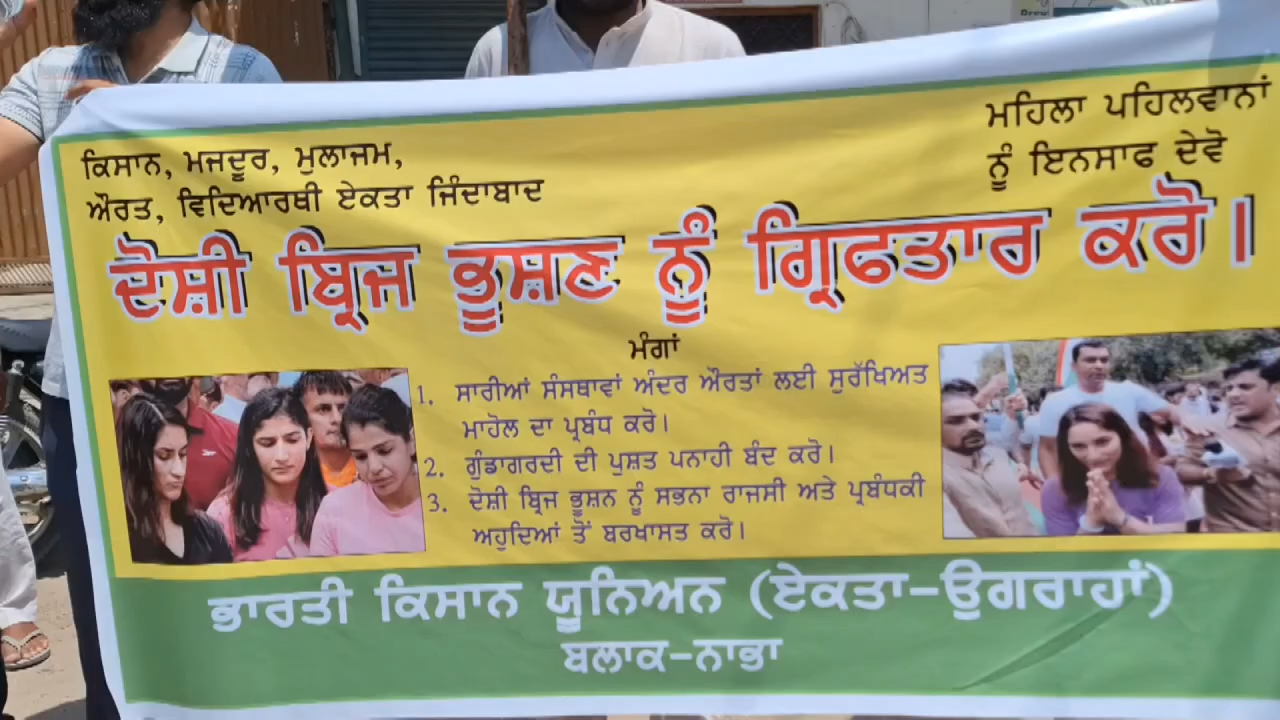 ਕਿਸਾਨ, ਮਜਦੂਰ, ਮੁਲਾਜਮ,
ਔਰਤ, ਵਿਦਿਆਰਥੀ ਏਕਤਾ ਜਿੰਦਾਬਾਦ
ਮਹਿਲਾ ਪਹਿਲਵਾਨਾਂ
ਨੂੰ ਇਨਸਾਫ ਦੇਵੋ
ਦੋਸ਼ੀ ਬ੍ਰਿਜ ਭੂਸ਼ਣ ਨੂੰ ਗ੍ਰਿਫਤਾਰ ਕਰੋ।
ਮੰਗਾਂ
1. ਸਾਰੀਆਂ ਸੰਸਥਾਵਾਂ ਅੰਦਰ ਔਰਤਾਂ ਲਈ ਸੁਰੱਖਿਅਤ
ਮਾਹੋਲ ਦਾ ਪ੍ਰਬੰਧ ਕਰੋ।
2. ਗੁੰਡਾਗਰਦੀ ਦੀ ਪੁਸ਼ਤ ਪਨਾਹੀ ਬੰਦ ਕਰੋ।
3. ਦੋਸ਼ੀ ਬ੍ਰਿਜ ਭੂਸ਼ਨ ਨੂੰ ਸਭਨਾ ਰਾਜਸੀ ਅਤੇ ਪ੍ਰਬੰਧਕੀ
ਅਹੁਦਿਆਂ ਤੋਂ ਬਰਖਾਸਤ ਕਰੋ।
ਭਾਰਤੀ ਕਿਸਾਨ ਯੂਨਿਅਨ (ਏਕਤਾ-ਉਗਰਾਹਾਂ)
ਬਲਾਕ-ਨਾਭਾ